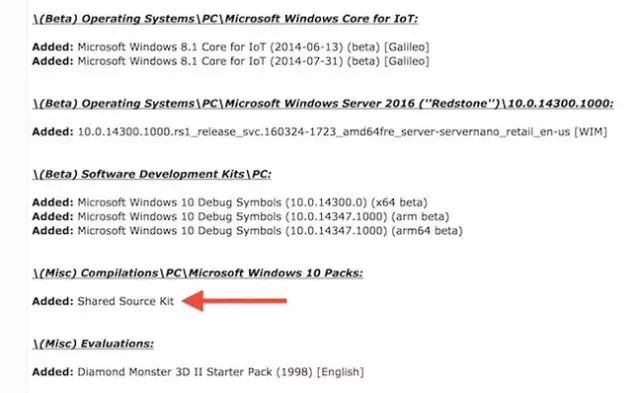 \(Beta) Operating Systems\PC\Microsoft Windows Core for IoT:
Added: Microsoft Windows 8.1 Core for IoT (2014-06-13) (beta) [Galileo]
Added: Microsoft Windows 8.1 Core for IoT (2014-07-31) (beta) [Galileo]
\(Beta) Operating Systems\PC\Microsoft Windows Server 2016 ("Redstone")\10.0.14300.1000:
Added: 10.0.14300.1000.rs1_release_svc.160324-1723_amd64fre_server-servernano_retail_en-us [WIM]
\(Beta) Software Development Kits\PC:
Added: Microsoft Windows 10 Debug Symbols (10.0.14300.0) (x64 beta)
Added: Microsoft Windows 10 Debug Symbols (10.0.14347.1000) (arm beta)
Added: Microsoft Windows 10 Debug Symbols (10.0.14347.1000) (arm64 beta)
\(Misc) Compilations\PC\Microsoft Windows 10 Packs:
Added: Shared Source Kit
\(Misc) Evaluations:
Added: Diamond Monster 3D II Starter Pack (1998) [English]